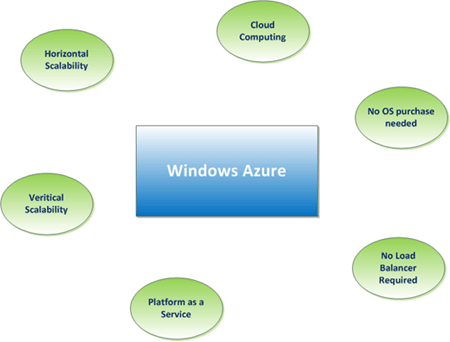 Cloud
Computing
Horizontal
Scalability
No OS purchase
needed
Windows Azure
Veritical
Scalability
No Load
Balancer
Required
Platform as a
Service